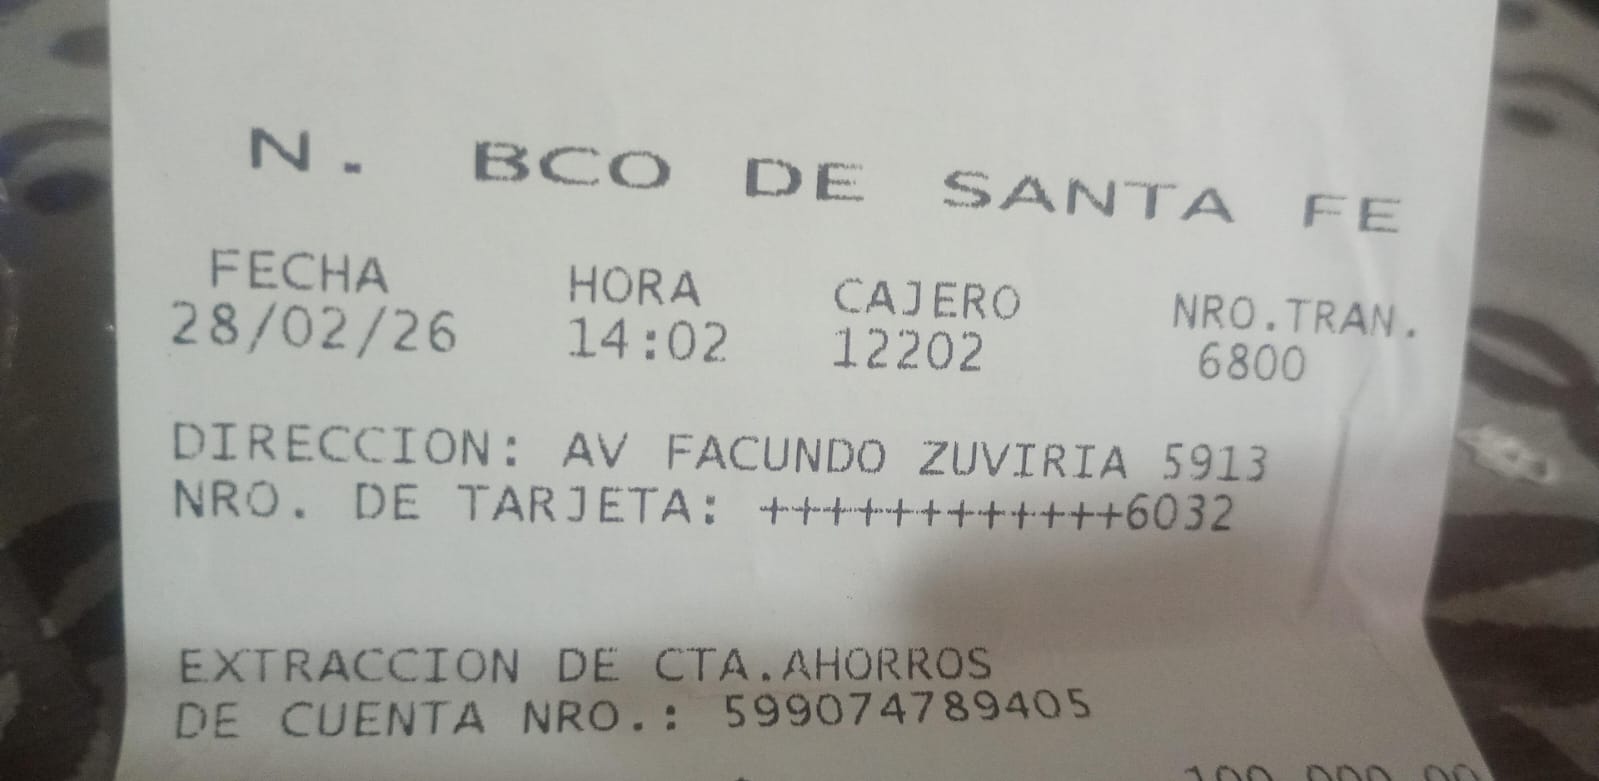 N. BCO DE SANTA FE
FECHA HORA CAJERO NRO.TRAN.
28/02/26 14:02 12202 6800
DIRECCION: AV FACUNDO ZUVIRIA 5913
NRO. DE TARJETA: ++++++++++++6032
EXTRACCION DE CTA.AHORROS
DE CUENTA NRO.: 599074789405